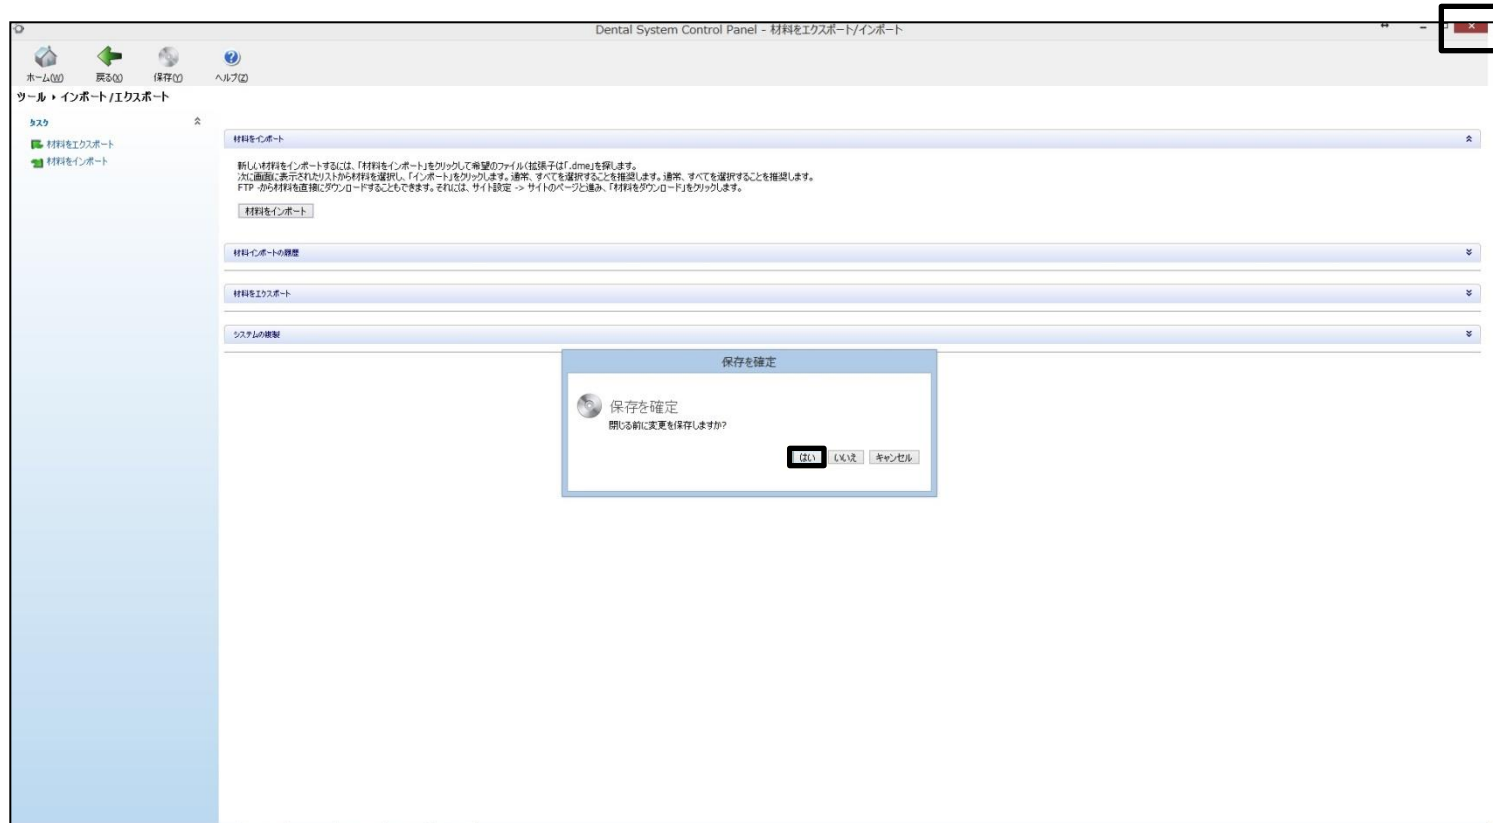 Dental System Control Panel - 材料をエクスポート/インポート
ホーム(W) 戻る(X) 保存(Y) ヘルプ(Z)
ツール ▸ インポート/エクスポート
タスク
材料をエクスポート
材料をインポート
材料をインポート
新しい材料をインポートするには、「材料をインポート」をクリックして希望のファイル(拡張子は「.dme」を探します。
次に画面に表示されたリストから材料を選択し、「インポート」をクリックします。通常、すべてを選択することを推奨します。通常、すべてを選択することを推奨します。
FTP -から材料を直接にダウンロードすることもできます。それには、サイト設定 -> サイトのページと進み、「材料をダウンロード」をクリックします。
材料をインポート
材料インポートの履歴
材料をエクスポート
システムの複製
保存を確定
保存を確定
閉じる前に変更を保存しますか?
はい いいえ キャンセル